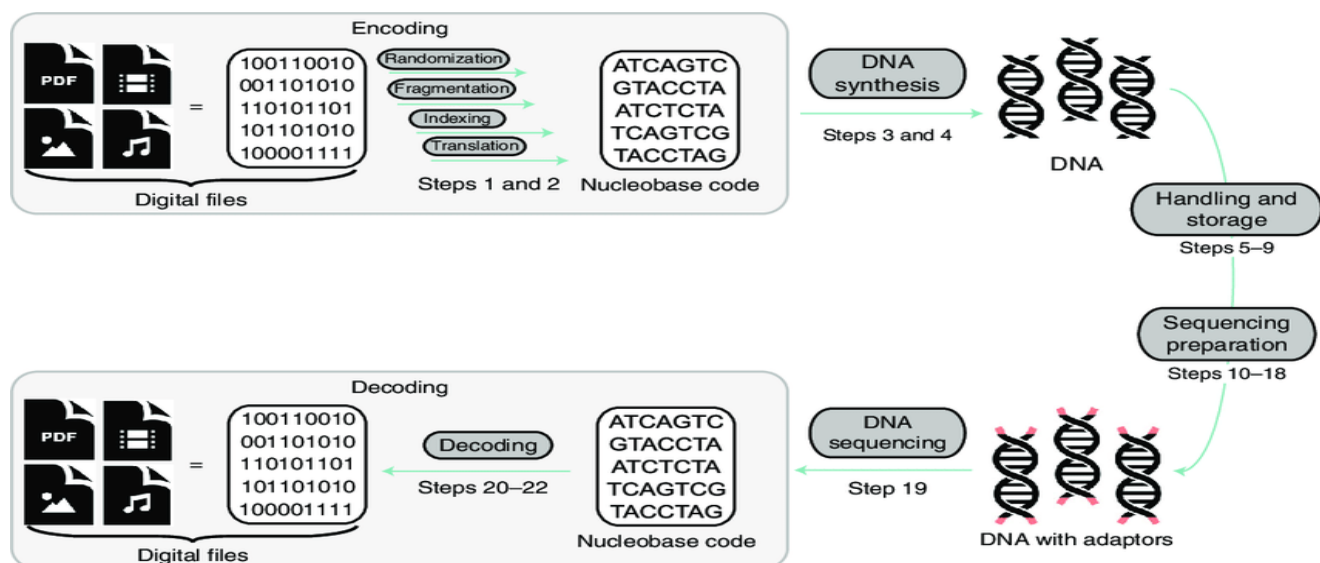 Encoding
PDF
=
100110010
001101010
110101101
101101010
100001111
Digital files
Randomization
Fragmentation
Indexing
Translation
Steps 1 and 2
ATCAGTC
GTACCTA
ATCTCTA
TCAGTCG
TACCTAG
Nucleobase code
DNA
synthesis
Steps 3 and 4
DNA
Handling and
storage
Steps 5–9
Sequencing
preparation
Steps 10–18
Decoding
PDF
=
100110010
001101010
110101101
101101010
100001111
Digital files
Decoding
Steps 20–22
ATCAGTC
GTACCTA
ATCTCTA
TCAGTCG
TACCTAG
Nucleobase code
DNA
sequencing
Step 19
DNA with adaptors